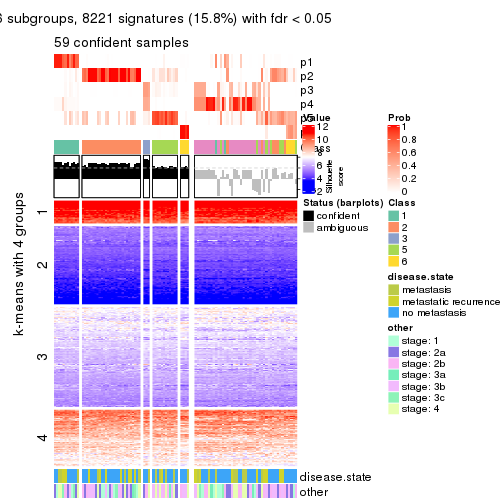 6 subgroups, 8221 signatures (15.8%) with fdr < 0.05
59 confident samples
p1
p2
p3
p4
Value
12
10
8
6
4
2
Silhouette
score
Prob
1
0.8
0.6
0.4
0.2
0
Status (barplots)
confident
ambiguous
Class
1
2
3
5
6
disease.state
metastasis
metastatic recurrence
no metastasis
other
stage: 1
stage: 2a
stage: 2b
stage: 3a
stage: 3b
stage: 3c
stage: 4
k-means with 4 groups
1
2
3
4
disease.state
other